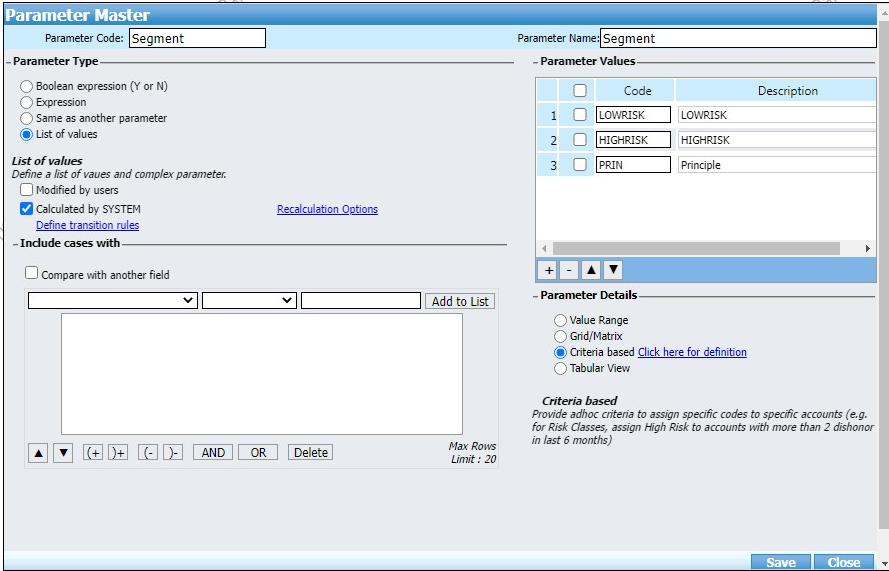 Parameter Master
Parameter Code: Segment
Parameter Name: Segment
Parameter Type
Boolean expression (Y or N)
Expression
Same as another parameter
List of values
List of values
Define a list of vaues and complex parameter.
Modified by users
Calculated by SYSTEM Recalculation Options
Define transition rules
Include cases with
Compare with another field
Add to List
(+ )+ (- )- AND OR Delete
Max Rows
Limit : 20
Parameter Values
Code Description
1 LOWRISK LOWRISK
2 HIGHRISK HIGHRISK
3 PRIN Principle
+ -
Parameter Details
Value Range
Grid/Matrix
Criteria based Click here for definition
Tabular View
Criteria based
Provide adhoc criteria to assign specific codes to specific accounts (e.g.
for Risk Classes, assign High Risk to accounts with more than 2 dishonor
in last 6 months)
Save Close